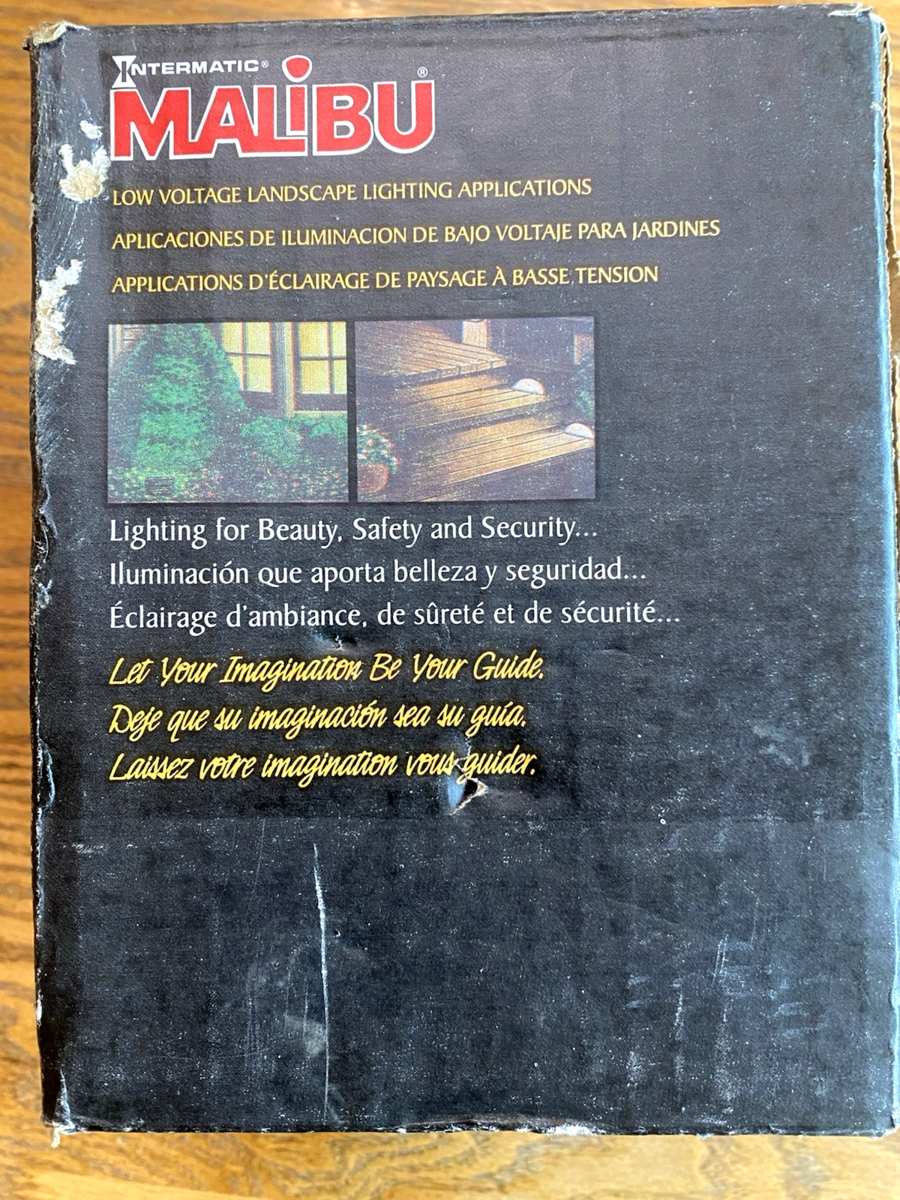 INTERMATIC®
MALiBU®
LOW VOLTAGE LANDSCAPE LIGHTING APPLICATIONS
APLICACIONES DE ILUMINACION DE BAJO VOLTAJE PARA JARDINES
APPLICATIONS D'ÉCLAIRAGE DE PAYSAGE À BASSE TENSION
Lighting for Beauty, Safety and Security...
Iluminación que aporta belleza y seguridad...
Éclairage d'ambiance, de sûreté et de sécurité...
Let Your Imagination Be Your Guide.
Deje que su imaginación sea su guía.
Laissez votre imagination vous guider.